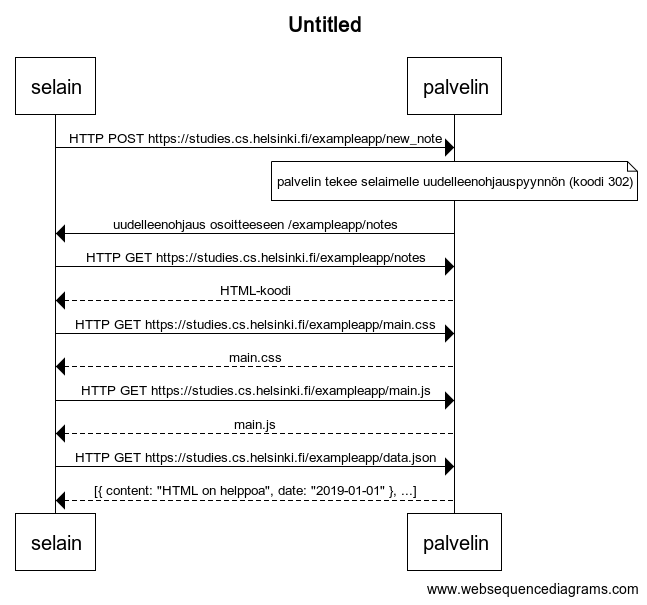 Untitled
selain
palvelin
HTTP POST https://studies.cs.helsinki.fi/exampleapp/new_note
palvelin tekee selaimelle uudelleenohjauspyynnön (koodi 302)
uudelleenohjaus osoitteeseen /exampleapp/notes
HTTP GET https://studies.cs.helsinki.fi/exampleapp/notes
HTML-koodi
HTTP GET https://studies.cs.helsinki.fi/exampleapp/main.css
main.css
HTTP GET https://studies.cs.helsinki.fi/exampleapp/main.js
main.js
HTTP GET https://studies.cs.helsinki.fi/exampleapp/data.json
[{ content: "HTML on helppoa", date: "2019-01-01" }, ...]
selain
palvelin
www.websequencediagrams.com